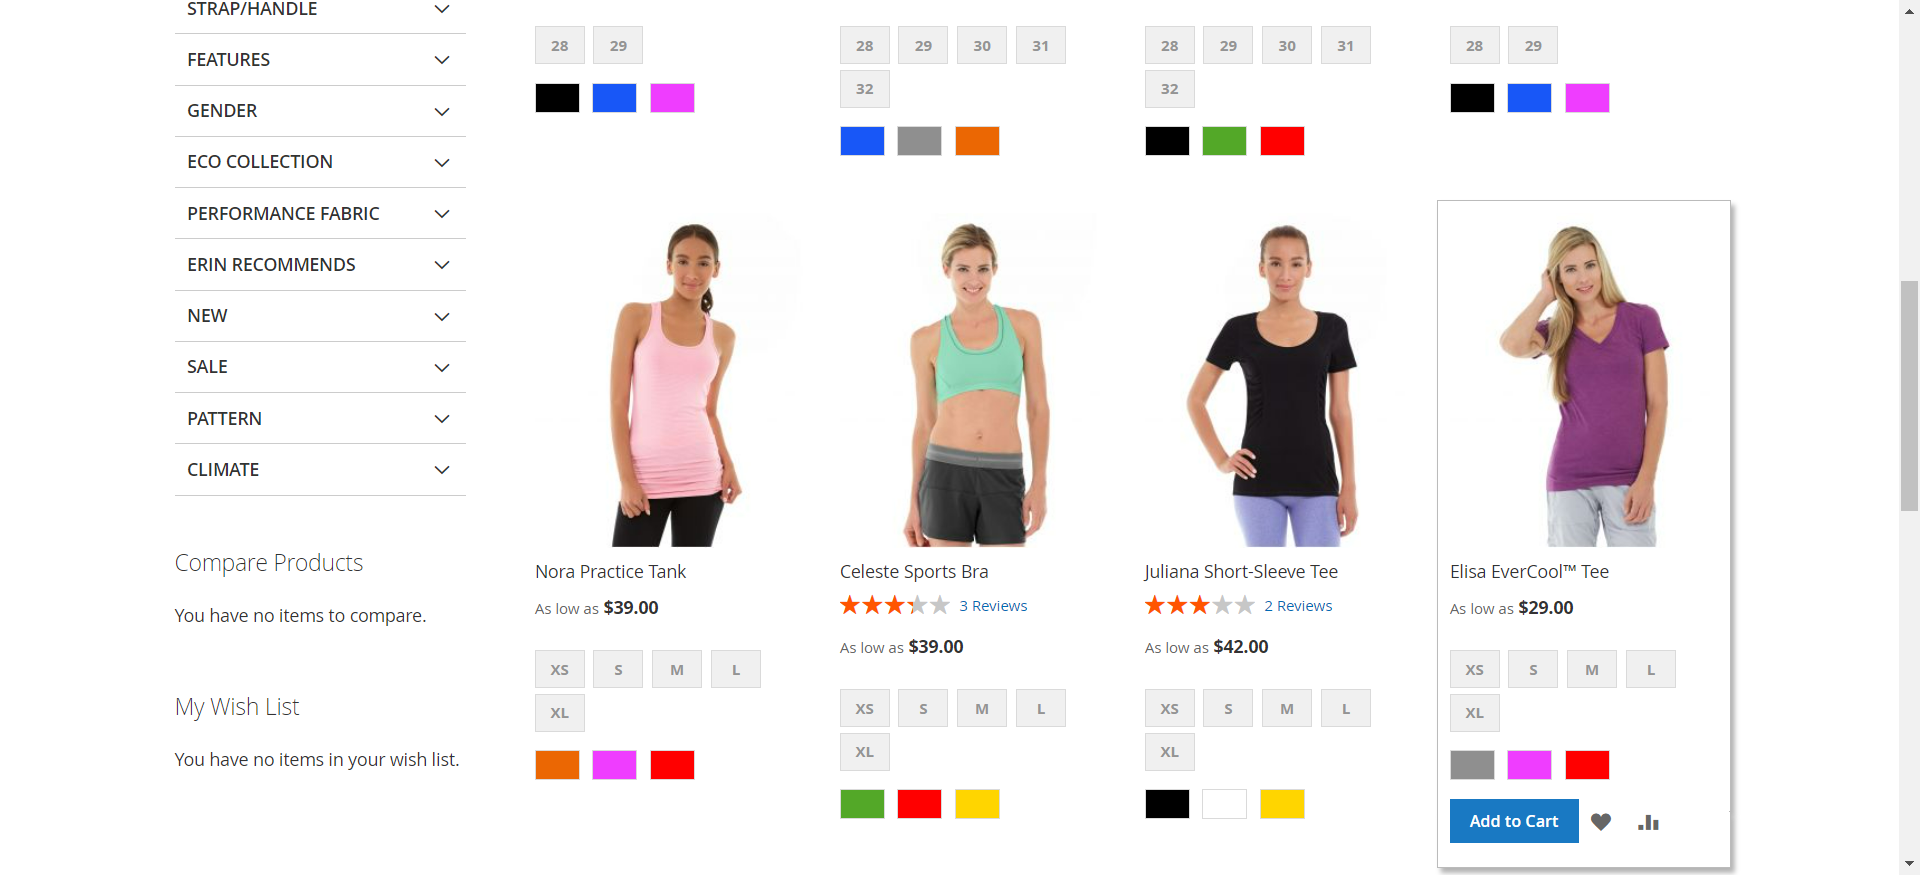 STRAP/HANDLE
FEATURES
GENDER
ECO COLLECTION
PERFORMANCE FABRIC
ERIN RECOMMENDS
NEW
SALE
PATTERN
CLIMATE
Compare Products
You have no items to compare.
My Wish List
You have no items in your wish list.
28 29
28 29 30 31
32
28 29 30 31
32
28 29
Nora Practice Tank
As low as $39.00
XS S M L
XL
Celeste Sports Bra
3 Reviews
As low as $39.00
XS S M L
XL
Juliana Short-Sleeve Tee
2 Reviews
As low as $42.00
XS S M L
XL
Elisa EverCool™ Tee
As low as $29.00
XS S M L
XL
Add to Cart